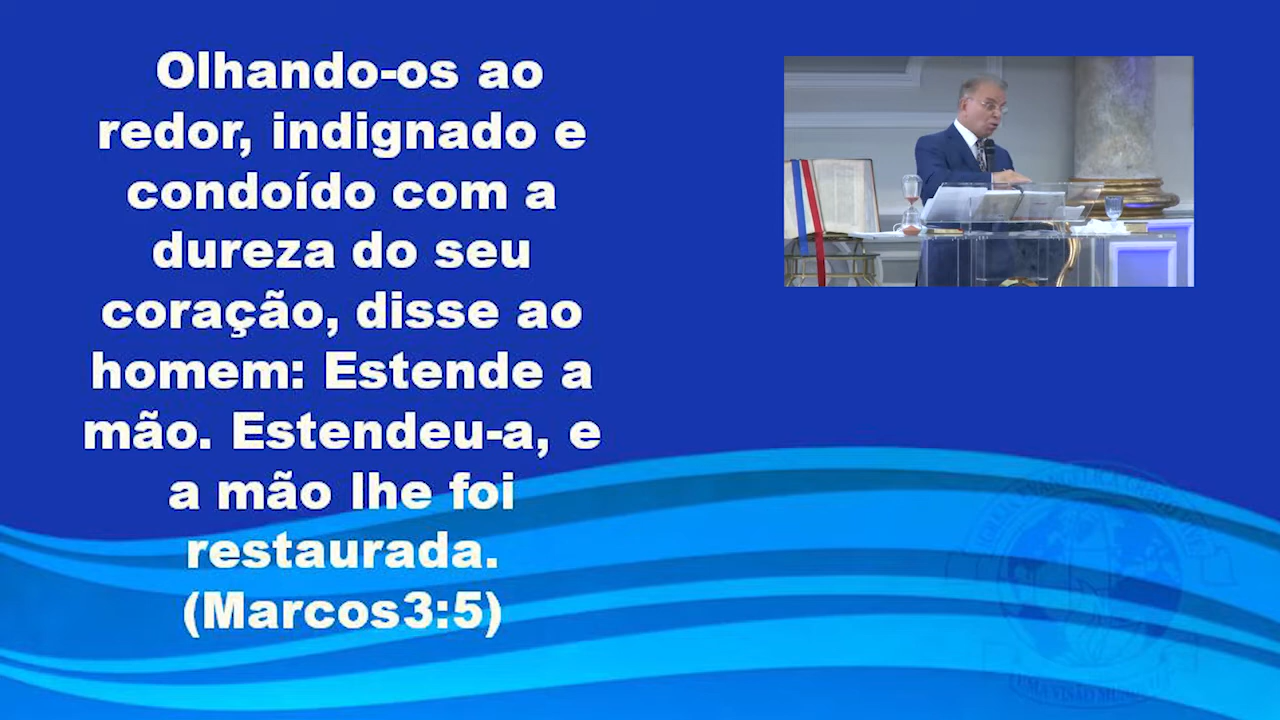 Olhando-os ao
redor, indignado e
condoído com a
dureza do seu
coração, disse ao
homem: Estende a
mão. Estendeu-a, e
a mão lhe foi
restaurada.
(Marcos3:5)